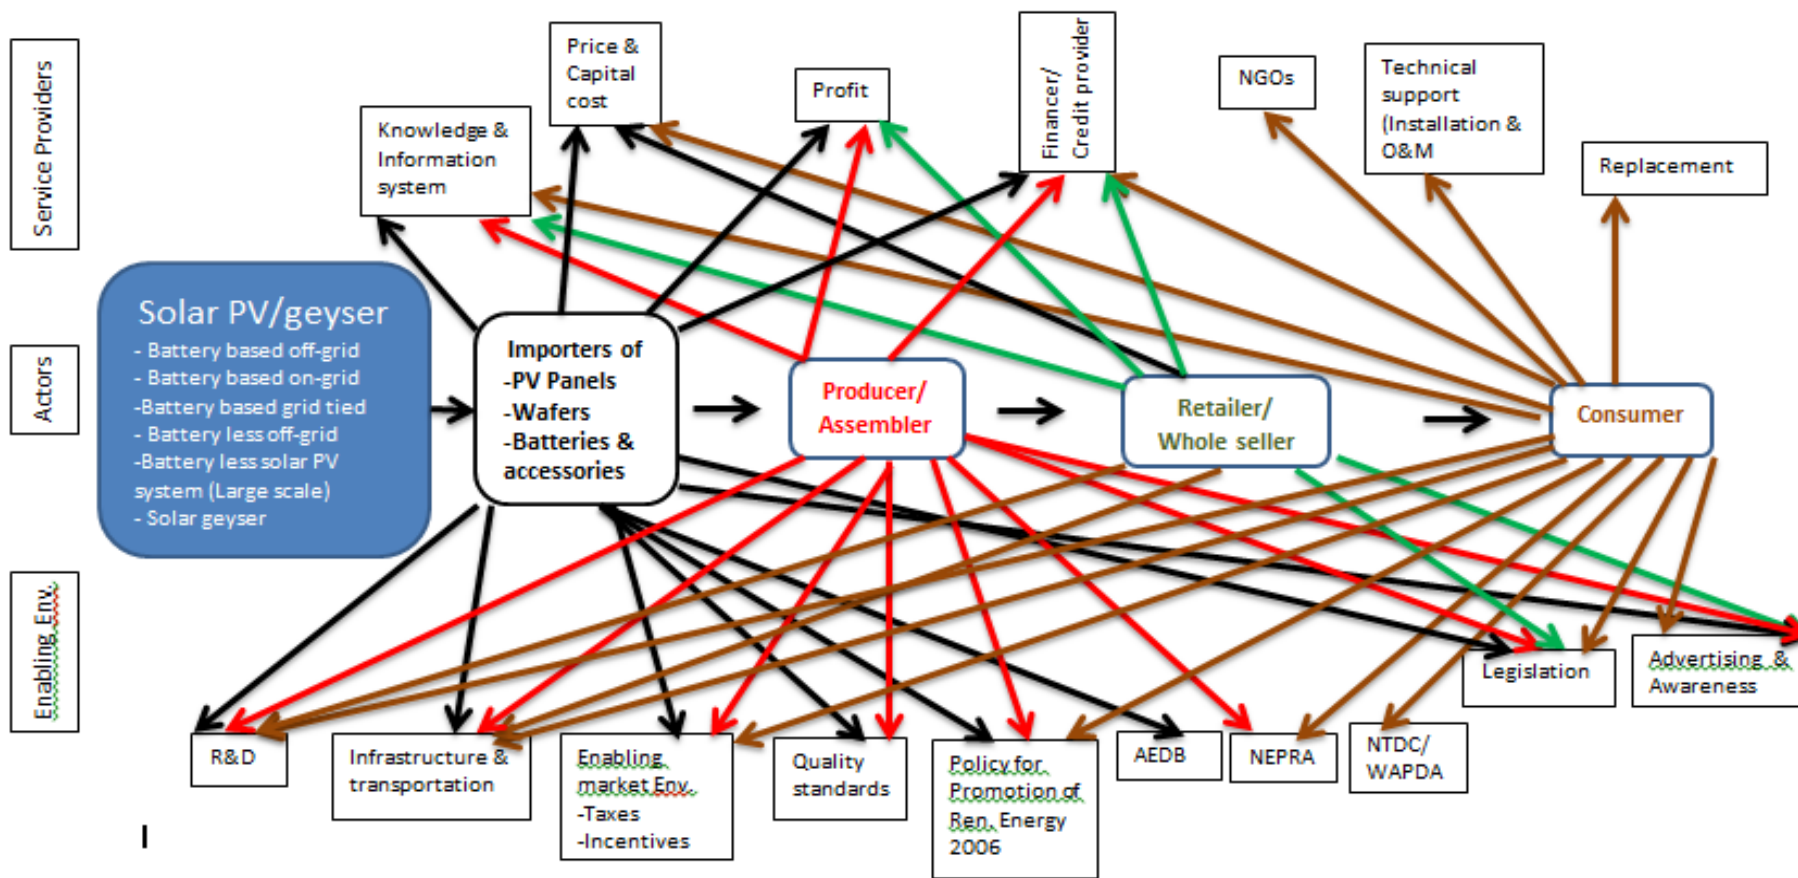 Service Providers
Price &
Capital
cost
Profit
Financer/
Credit provider
NGOs
Technical
support
(Installation &
O&M
Knowledge &
Information
system
Replacement
Actors
Solar PV/geyser
- Battery based off-grid
- Battery based on-grid
-Battery based grid tied
- Battery less off-grid
-Battery less solar PV
system (Large scale)
- Solar geyser
Importers of
-PV Panels
-Wafers
-Batteries &
accessories
Producer/
Assembler
Retailer/
Whole seller
Consumer
Enabling Env.
R&D
Infrastructure &
transportation
Enabling
market Env.
-Taxes
-Incentives
Quality
standards
Policy for
Promotion of
Ren. Energy
2006
AEDB
NEPRA
NTDC/
WAPDA
Legislation
Advertising &
Awareness
I